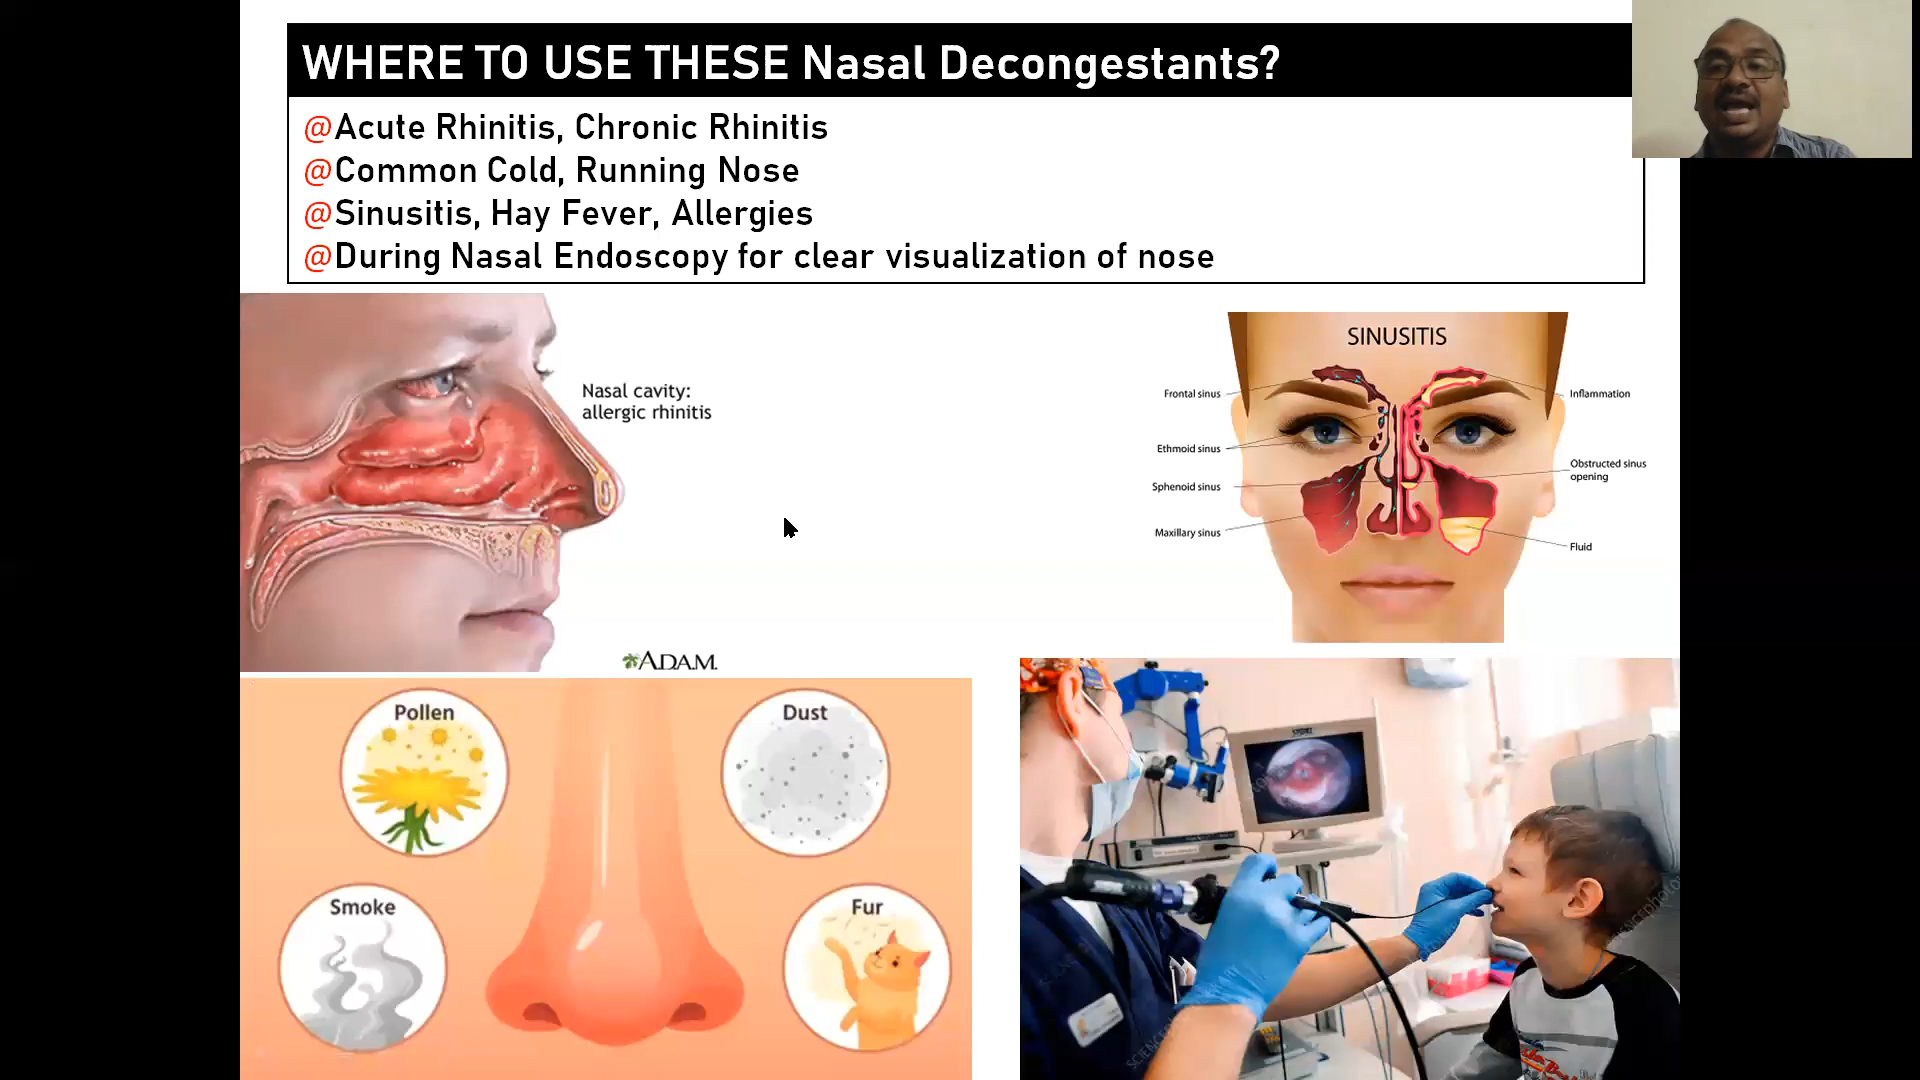 WHERE TO USE THESE Nasal Decongestants?
@Acute Rhinitis, Chronic Rhinitis
@Common Cold, Running Nose
@Sinusitis, Hay Fever, Allergies
@During Nasal Endoscopy for clear visualization of nose
Nasal cavity:
allergic rhinitis
ADAM.
SINUSITIS
Frontal sinus
Ethmoid sinus
Sphenoid sinus
Maxillary sinus
Inflammation
Obstructed sinus
opening
Fluid
Pollen
Dust
Smoke
Fur